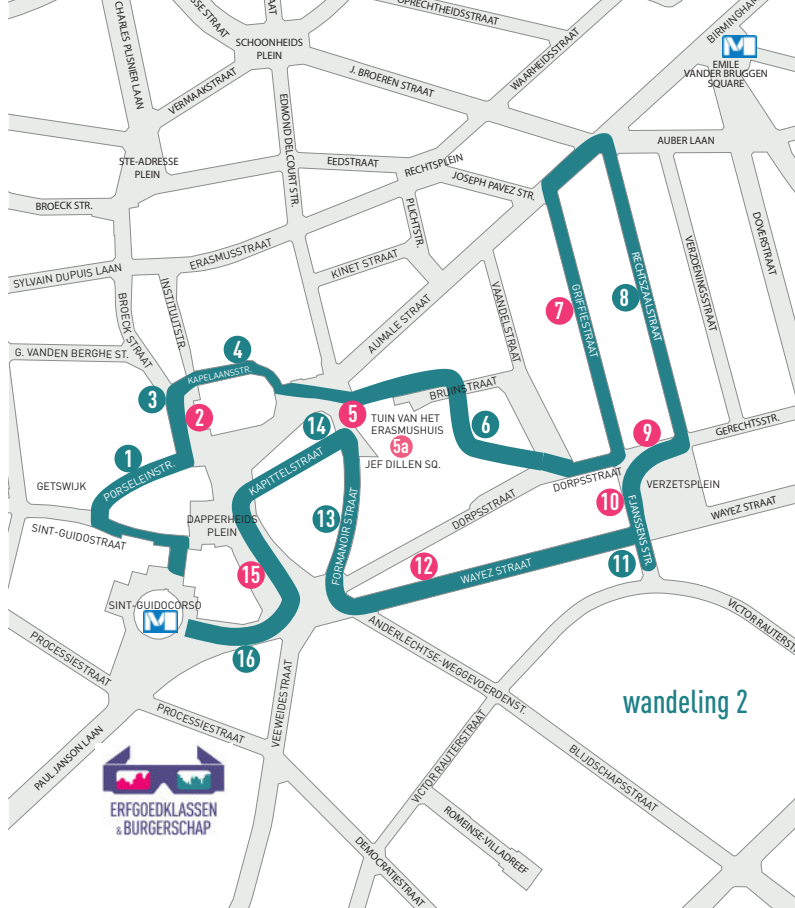 OPRECHTHEIDSSTRAAT
BIRMINGHAM
CHARLES PLISNIER LAAN
SSE STRAAT
AAT
SCHOONHEIDS
PLEIN
WAARHEIDSSTRAAT
M
EMILE
VANDER BRUGGEN
SQUARE
J. BROEREN STRAAT
VERMAAKSTRAAT
EDMOND DELCOURT STR.
AUBER LAAN
STE-ADRESSE
PLEIN
EEDSTRAAT
RECHTSPLEIN
JOSEPH PAVEZ STR.
BROECK STR.
PLICHTSTR.
DOVERSTRAAT
VERZOENINGSSTRAAT
ERASMUSSTRAAT
KINET STRAAT
SYLVAIN DUPUIS LAAN
INSTITUUTSTR.
BROECK STRAAT
VAANDELSTRAAT
AUMALE STRAAT
7
GRIFFIESTRAAT
8
RECHTSZAALSTRAAT
G. VANDEN BERGHE ST.
4
KAPELAANSSTR.
3
2
BRUINSTRAAT
5
TUIN VAN HET
ERASMUSHUIS
5a
JEF DILLEN SQ.
6
14
9
GERECHTSSTR.
1
PORSELEINSTR.
GETSWIJK
KAPITTELSTRAAT
DORPSSTRAAT
DORPSSTRAAT
VERZETSPLEIN
10
FJANSSENS STR.
WAYEZ STRAAT
SINT-GUIDOSTRAAT
DAPPERHEIDS
PLEIN
13
FORMANOIR STRAAT
12
WAYEZ STRAAT
11
15
SINT-GUIDOCORSO
M
16
PROCESSIESTRAAT
ANDERLECHTSE-WEGGEVOERDENST.
VICTOR RAUTERSTR
wandeling 2
VEEWEIDESTRAAT
PROCESSIESTRAAT
PAUL JANSON LAAN
VICTOR RAUTERSTRAAT
BLIJDSCHAPSSTRAAT
ERFGOEDKLASSEN
& BURGERSCHAP
ROMEINSE-VILLADREEF
DEMOCRATIESTRAAT